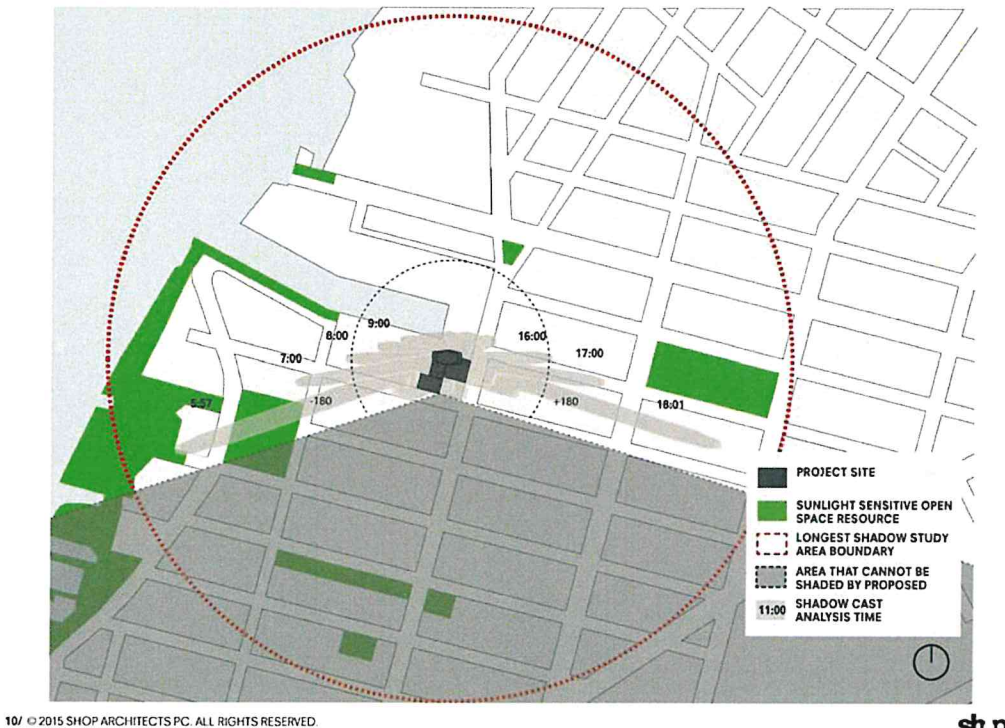 9:00
8:00
16:00
7:00
17:00
5:57
-180
+180
18:01
PROJECT SITE
SUNLIGHT SENSITIVE OPEN
SPACE RESOURCE
LONGEST SHADOW STUDY
AREA BOUNDARY
AREA THAT CANNOT BE
SHADED BY PROPOSED
11:00 SHADOW CAST
ANALYSIS TIME
10/ © 2015 SHOP ARCHITECTS PC. ALL RIGHTS RESERVED.